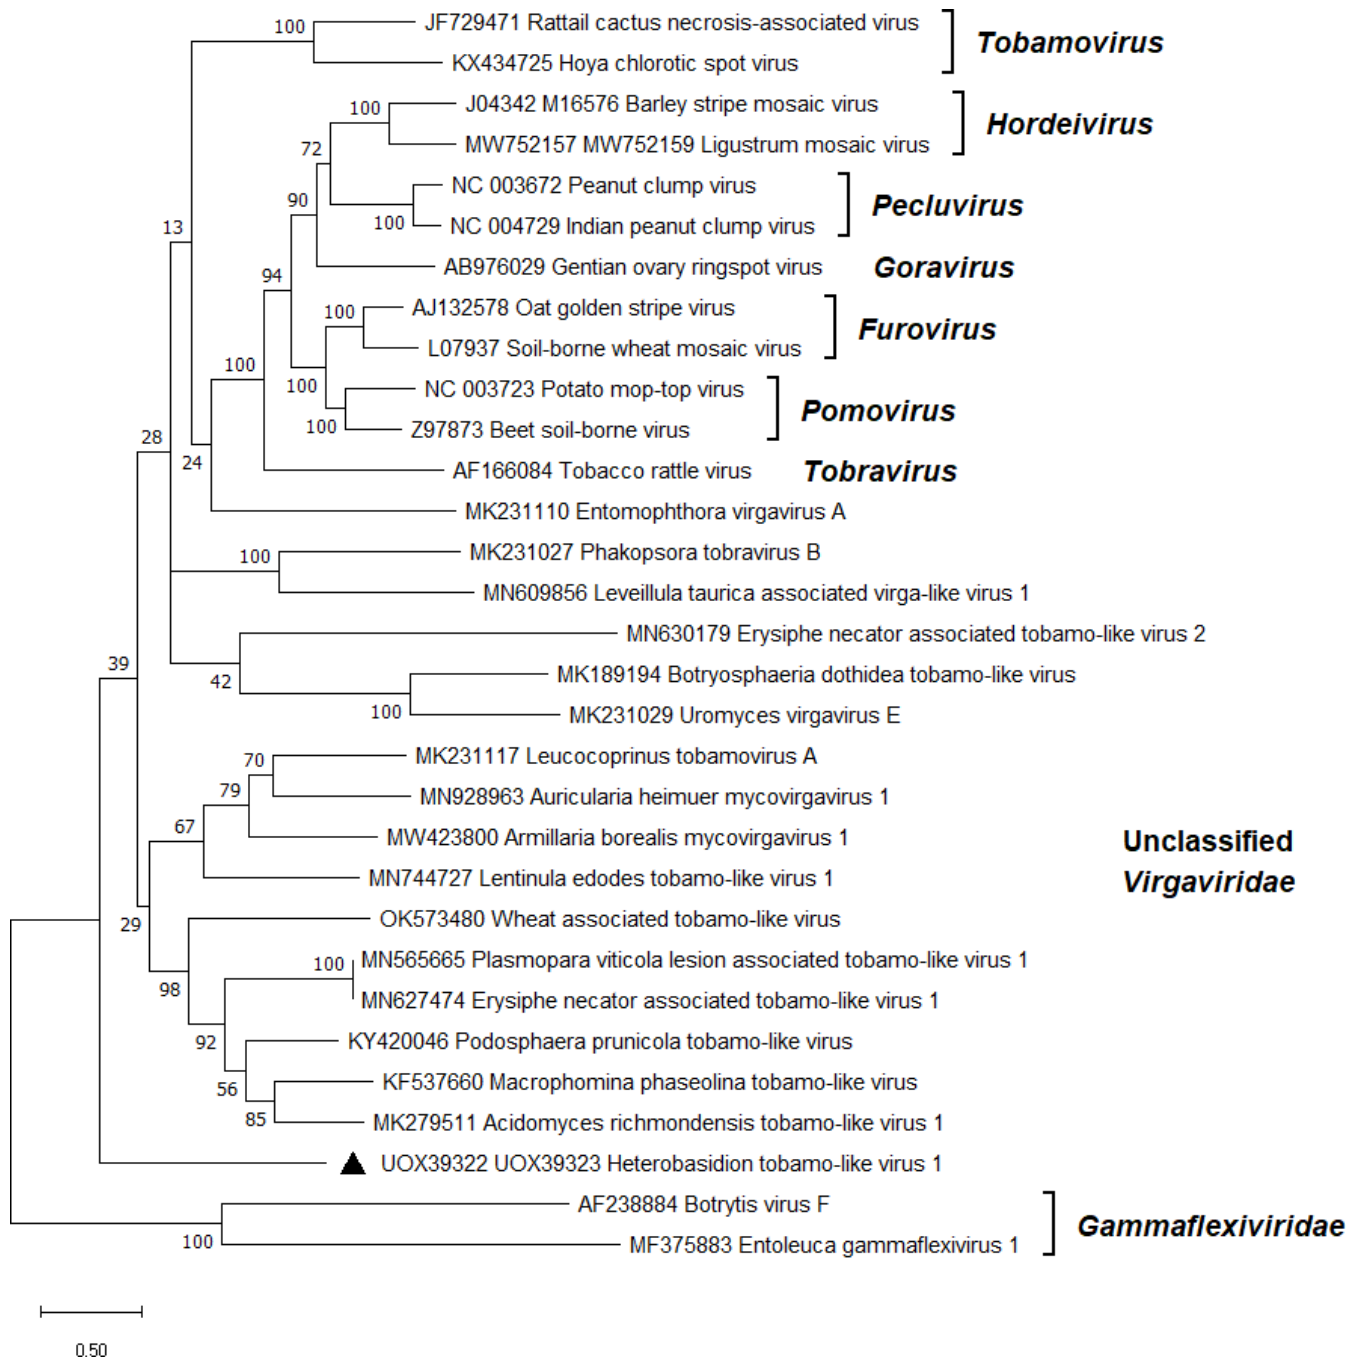 100
JF729471 Rattail cactus necrosis-associated virus
Tobamovirus
KX434725 Hoya chlorotic spot virus
100
J04342 M16576 Barley stripe mosaic virus
Hordeivirus
72
MW752157 MW752159 Ligustrum mosaic virus
NC 003672 Peanut clump virus
Pecluvirus
90
100
NC 004729 Indian peanut clump virus
13
AB976029 Gentian ovary ringspot virus
Goravirus
94
100
AJ132578 Oat golden stripe virus
Furovirus
L07937 Soil-borne wheat mosaic virus
100
100
NC 003723 Potato mop-top virus
Pomovirus
100
Z97873 Beet soil-borne virus
28
24
AF166084 Tobacco rattle virus
Tobravirus
MK231110 Entomophthora virgavirus A
100
MK231027 Phakopsora tobravirus B
MN609856 Leveillula taurica associated virga-like virus 1
MN630179 Erysiphe necator associated tobamo-like virus 2
39
42
MK189194 Botryosphaeria dothidea tobamo-like virus
100
MK231029 Uromyces virgavirus E
70
MK231117 Leucocoprinus tobamovirus A
79
MN928963 Auricularia heimuer mycovirgavirus 1
67
MW423800 Armillaria borealis mycovirgavirus 1
Unclassified
MN744727 Lentinula edodes tobamo-like virus 1
Virgaviridae
29
OK573480 Wheat associated tobamo-like virus
100
MN565665 Plasmopara viticola lesion associated tobamo-like virus 1
98
MN627474 Erysiphe necator associated tobamo-like virus 1
92
KY420046 Podosphaera prunicola tobamo-like virus
56
KF537660 Macrophomina phaseolina tobamo-like virus
85
MK279511 Acidomyces richmondensis tobamo-like virus 1
UOX39322 UOX39323 Heterobasidion tobamo-like virus 1
AF238884 Botrytis virus F
Gammaflexiviridae
100
MF375883 Entoleuca gammaflexivirus 1
0.50